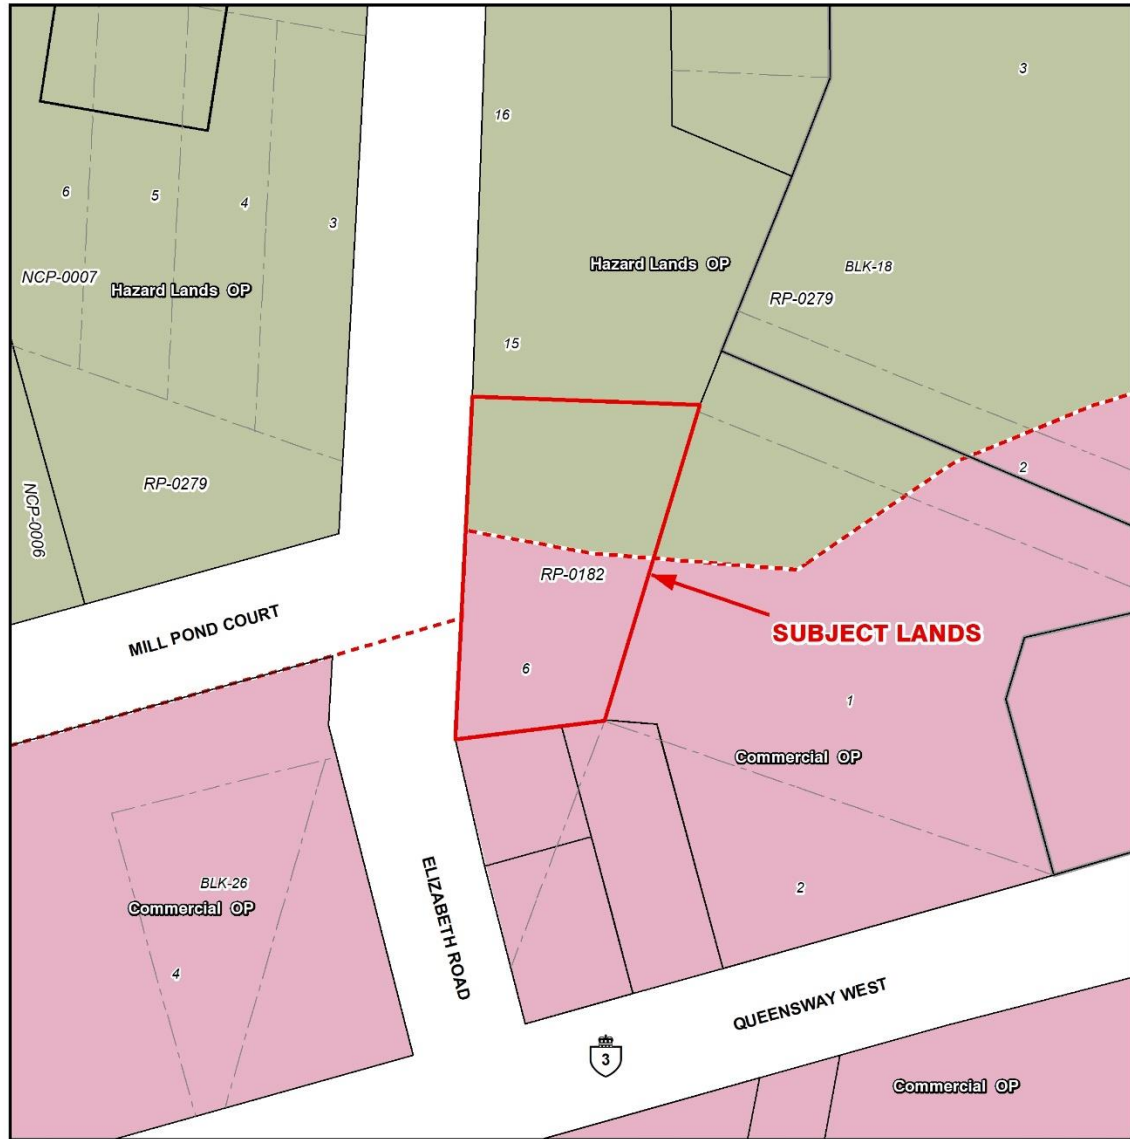 3
16
6
5
4
3
NCP-0007
Hazard Lands OP
Hazard Lands OP
BLK-18
RP-0279
15
2
RP-0279
NCP-0006
RP-0182
MILL POND COURT
SUBJECT LANDS
6
1
Commercial OP
BLK-26
Commercial OP
ELIZABETH ROAD
2
4
QUEENSWAY WEST
3
Commercial OP